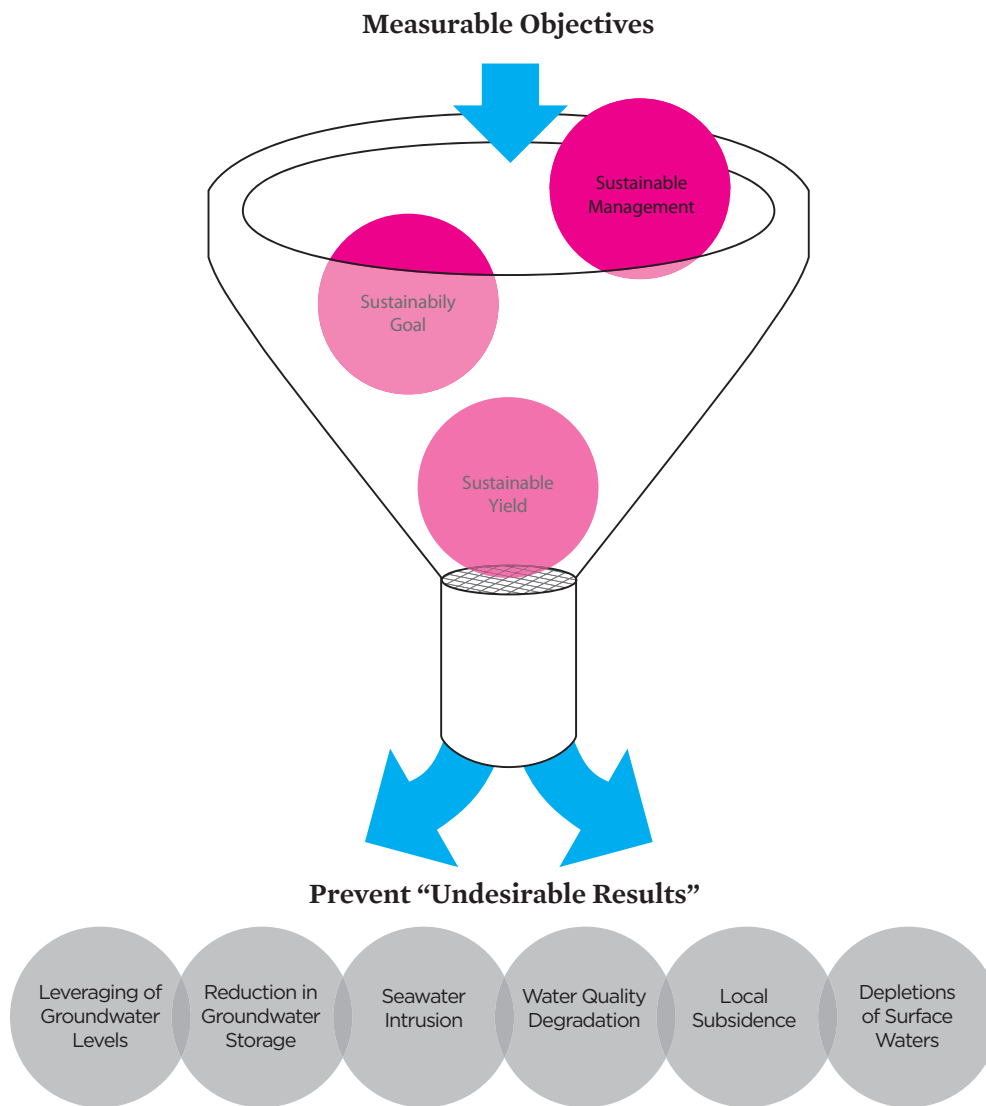 Measurable Objectives
Sustainable
Management
Sustainabily
Goal
Sustainable
Yield
Prevent “Undesirable Results”
Leveraging of
Groundwater
Levels
Reduction in
Groundwater
Storage
Seawater
Intrusion
Water Quality
Degradation
Local
Subsidence
Depletions
of Surface
Waters